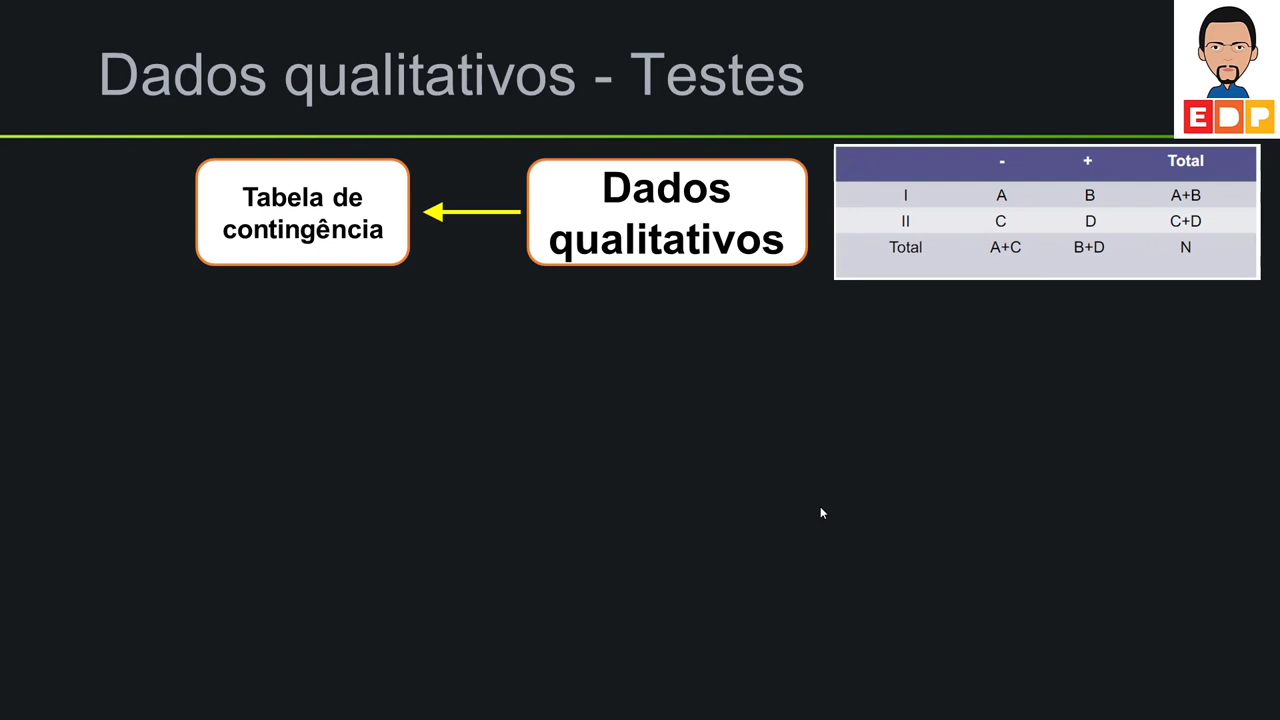 Dados qualitativos - Testes
EDP
Tabela de
contingência
Dados
qualitativos
- + Total
I A B A+B
II C D C+D
Total A+C B+D N